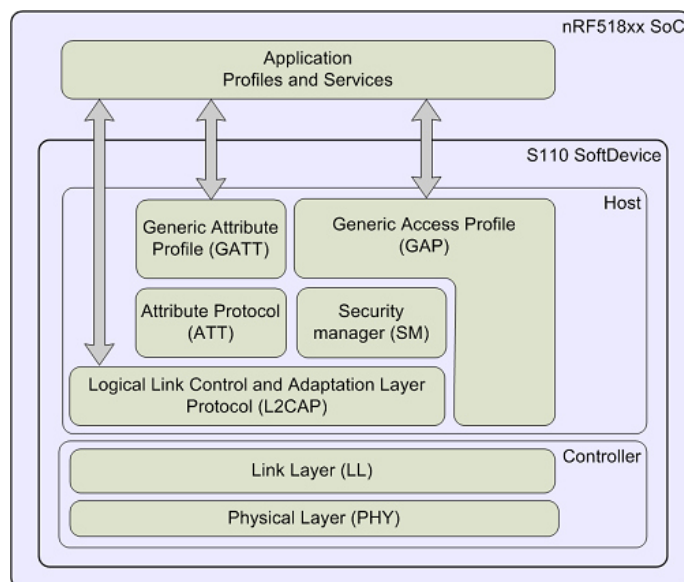 nRF518xx SoC
Application
Profiles and Services
S110 SoftDevice
Host
Generic Attribute
Profile (GATT)
Generic Access Profile
(GAP)
Attribute Protocol
(ATT)
Security
manager (SM)
Logical Link Control and Adaptation Layer
Protocol (L2CAP)
Controller
Link Layer (LL)
Physical Layer (PHY)